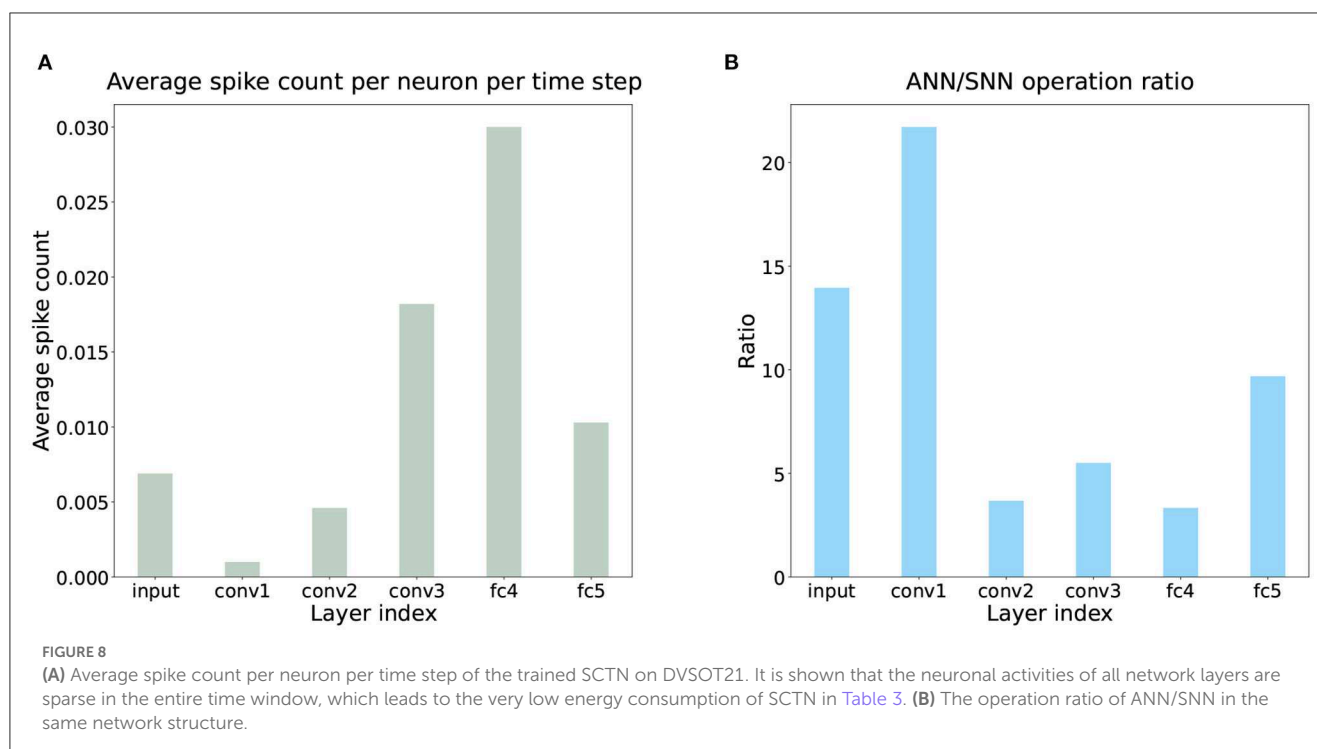 A
Average spike count per neuron per time step
0.030
0.025
0.020
0.015
0.010
0.005
0.000
Average spike count
input conv1 conv2 conv3 fc4 fc5
Layer index
B
ANN/SNN operation ratio
20
15
10
5
0
Ratio
input conv1 conv2 conv3 fc4 fc5
Layer index
FIGURE 8
(A) Average spike count per neuron per time step of the trained SCTN on DVSOT21. It is shown that the neuronal activities of all network layers are
sparse in the entire time window, which leads to the very low energy consumption of SCTN in Table 3. (B) The operation ratio of ANN/SNN in the
same network structure.